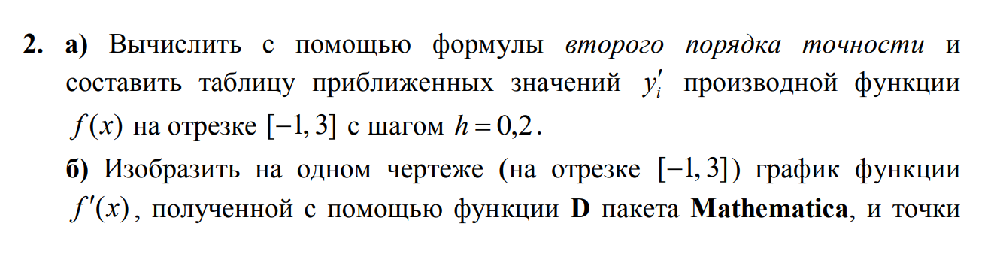 2. а) Вычислить с помощью формулы второго порядка точности и
составить таблицу приближенных значений y′ᵢ производной функции
f(x) на отрезке [−1, 3] с шагом h = 0,2.
б) Изобразить на одном чертеже (на отрезке [−1, 3]) график функции
f′(x), полученной с помощью функции D пакета Mathematica, и точки